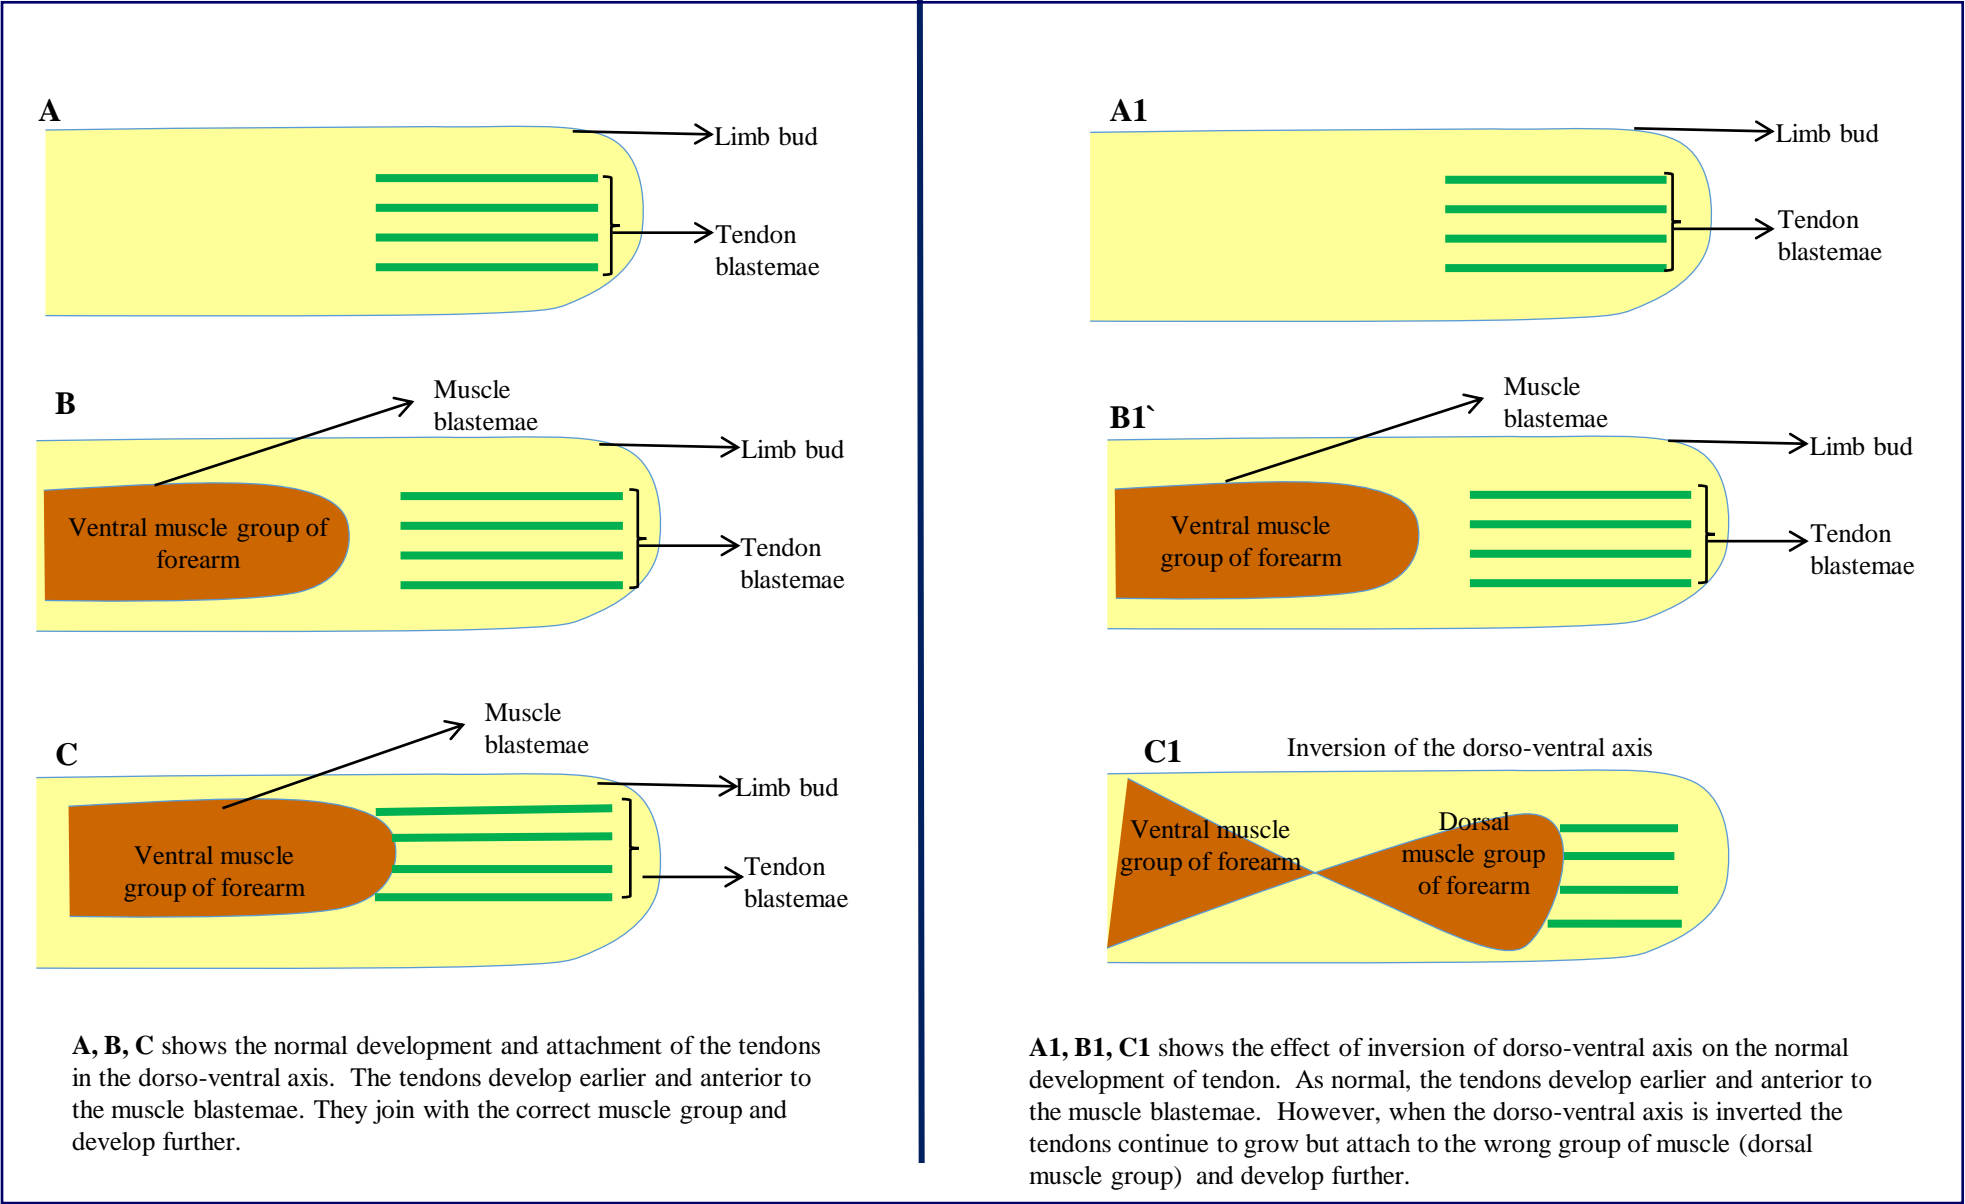 A
Limb bud
Tendon
blastemae
B
Muscle
blastemae
Limb bud
Ventral muscle group of
forearm
Tendon
blastemae
C
Muscle
blastemae
Limb bud
Ventral muscle
group of forearm
Tendon
blastemae
A, B, C shows the normal development and attachment of the tendons
in the dorso-ventral axis. The tendons develop earlier and anterior to
the muscle blastemae. They join with the correct muscle group and
develop further.
A1
Limb bud
Tendon
blastemae
B1`
Muscle
blastemae
Limb bud
Ventral muscle
group of forearm
Tendon
blastemae
C1
Inversion of the dorso-ventral axis
Ventral muscle
group of forearm
Dorsal
muscle group
of forearm
A1, B1, C1 shows the effect of inversion of dorso-ventral axis on the normal
development of tendon. As normal, the tendons develop earlier and anterior to
the muscle blastemae. However, when the dorso-ventral axis is inverted the
tendons continue to grow but attach to the wrong group of muscle (dorsal
muscle group) and develop further.